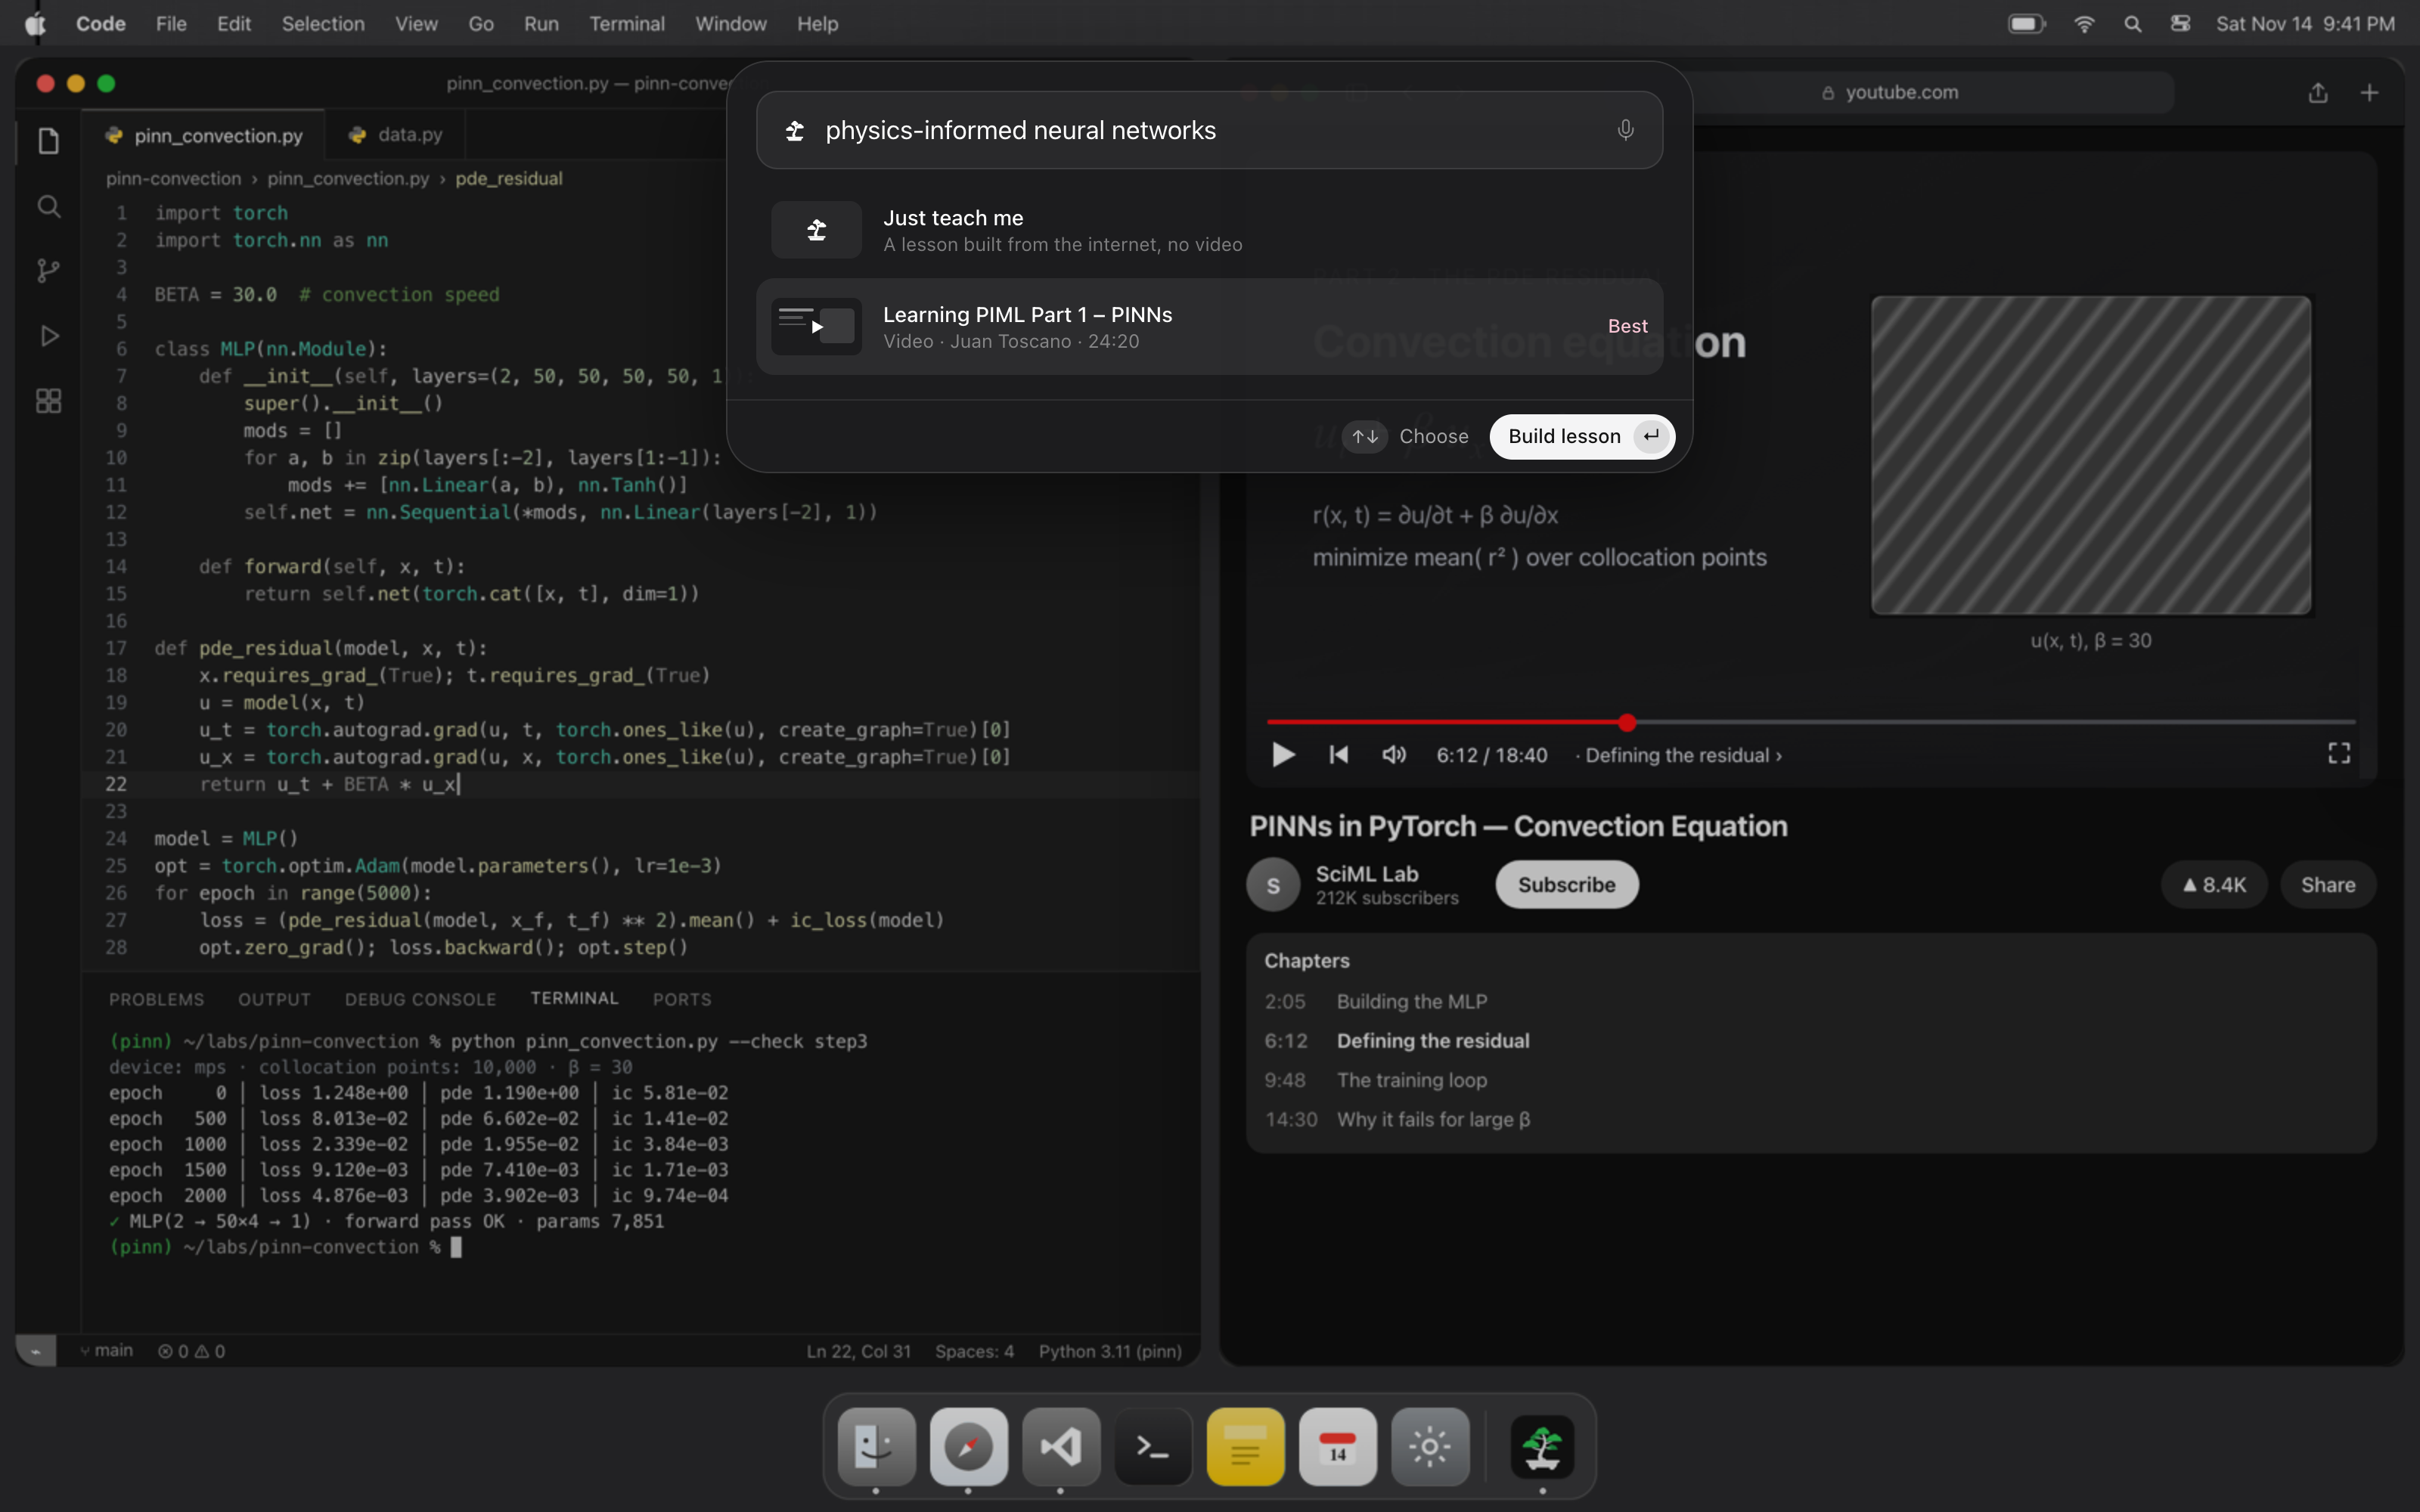 Code File Edit Selection View Go Run Terminal Window Help
Sat Nov 14 9:41 PM
pinn_convection.py — pinn-conve
pinn_convection.py
data.py
pinn-convection › pinn_convection.py › pde_residual
1 import torch
2 import torch.nn as nn
3
4 BETA = 30.0 # convection speed
5
6 class MLP(nn.Module):
7 def __init__(self, layers=(2, 50, 50, 50, 50, 1
8 super().__init__()
9 mods = []
10 for a, b in zip(layers[:-2], layers[1:-1]):
11 mods += [nn.Linear(a, b), nn.Tanh()]
12 self.net = nn.Sequential(*mods, nn.Linear(layers[-2], 1))
13
14 def forward(self, x, t):
15 return self.net(torch.cat([x, t], dim=1))
16
17 def pde_residual(model, x, t):
18 x.requires_grad_(True); t.requires_grad_(True)
19 u = model(x, t)
20 u_t = torch.autograd.grad(u, t, torch.ones_like(u), create_graph=True)[0]
21 u_x = torch.autograd.grad(u, x, torch.ones_like(u), create_graph=True)[0]
22 return u_t + BETA * u_x
23
24 model = MLP()
25 opt = torch.optim.Adam(model.parameters(), lr=1e-3)
26 for epoch in range(5000):
27 loss = (pde_residual(model, x_f, t_f) ** 2).mean() + ic_loss(model)
28 opt.zero_grad(); loss.backward(); opt.step()
PROBLEMS OUTPUT DEBUG CONSOLE TERMINAL PORTS
(pinn) ~/labs/pinn-convection % python pinn_convection.py --check step3
device: mps · collocation points: 10,000 · β = 30
epoch 0 │ loss 1.248e+00 │ pde 1.190e+00 │ ic 5.81e-02
epoch 500 │ loss 8.013e-02 │ pde 6.602e-02 │ ic 1.41e-02
epoch 1000 │ loss 2.339e-02 │ pde 1.955e-02 │ ic 3.84e-03
epoch 1500 │ loss 9.120e-03 │ pde 7.410e-03 │ ic 1.71e-03
epoch 2000 │ loss 4.876e-03 │ pde 3.902e-03 │ ic 9.74e-04
✓ MLP(2 → 50×4 → 1) · forward pass OK · params 7,851
(pinn) ~/labs/pinn-convection %
main 0 0
Ln 22, Col 31 Spaces: 4 Python 3.11 (pinn)
physics-informed neural networks
Just teach me
A lesson built from the internet, no video
Learning PIML Part 1 – PINNs
Video · Juan Toscano · 24:20
Best
↑↓ Choose
Build lesson ↵
youtube.com
PART 2 · THE PDE RESIDUAL
Convection equation
r(x, t) = ∂u/∂t + β ∂u/∂x
minimize mean( r² ) over collocation points
u(x, t), β = 30
6:12 / 18:40 · Defining the residual ›
PINNs in PyTorch — Convection Equation
S
SciML Lab
212K subscribers
Subscribe
▲ 8.4K
Share
Chapters
2:05 Building the MLP
6:12 Defining the residual
9:48 The training loop
14:30 Why it fails for large β
14